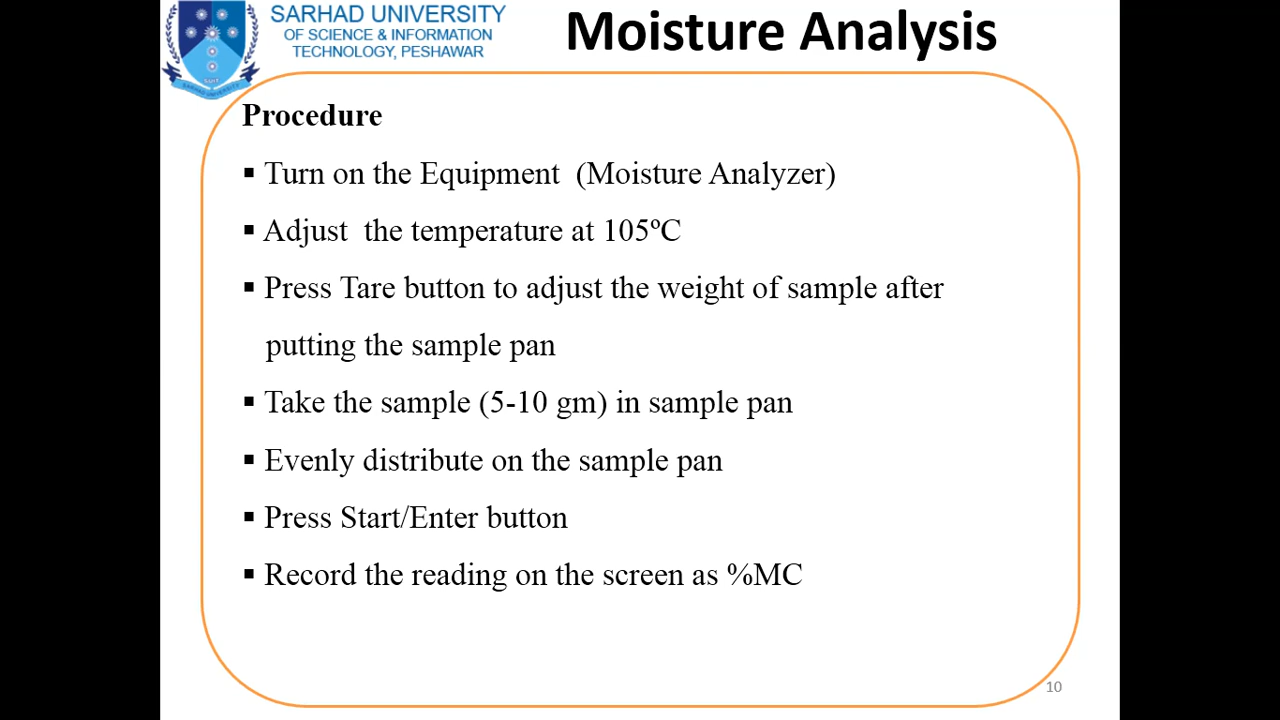 SARHAD UNIVERSITY
OF SCIENCE & INFORMATION
TECHNOLOGY, PESHAWAR
Moisture Analysis
Procedure
▪ Turn on the Equipment  (Moisture Analyzer)
▪ Adjust  the temperature at 105ºC
▪ Press Tare button to adjust the weight of sample after
putting the sample pan
▪ Take the sample (5-10 gm) in sample pan
▪ Evenly distribute on the sample pan
▪ Press Start/Enter button
▪ Record the reading on the screen as %MC
10